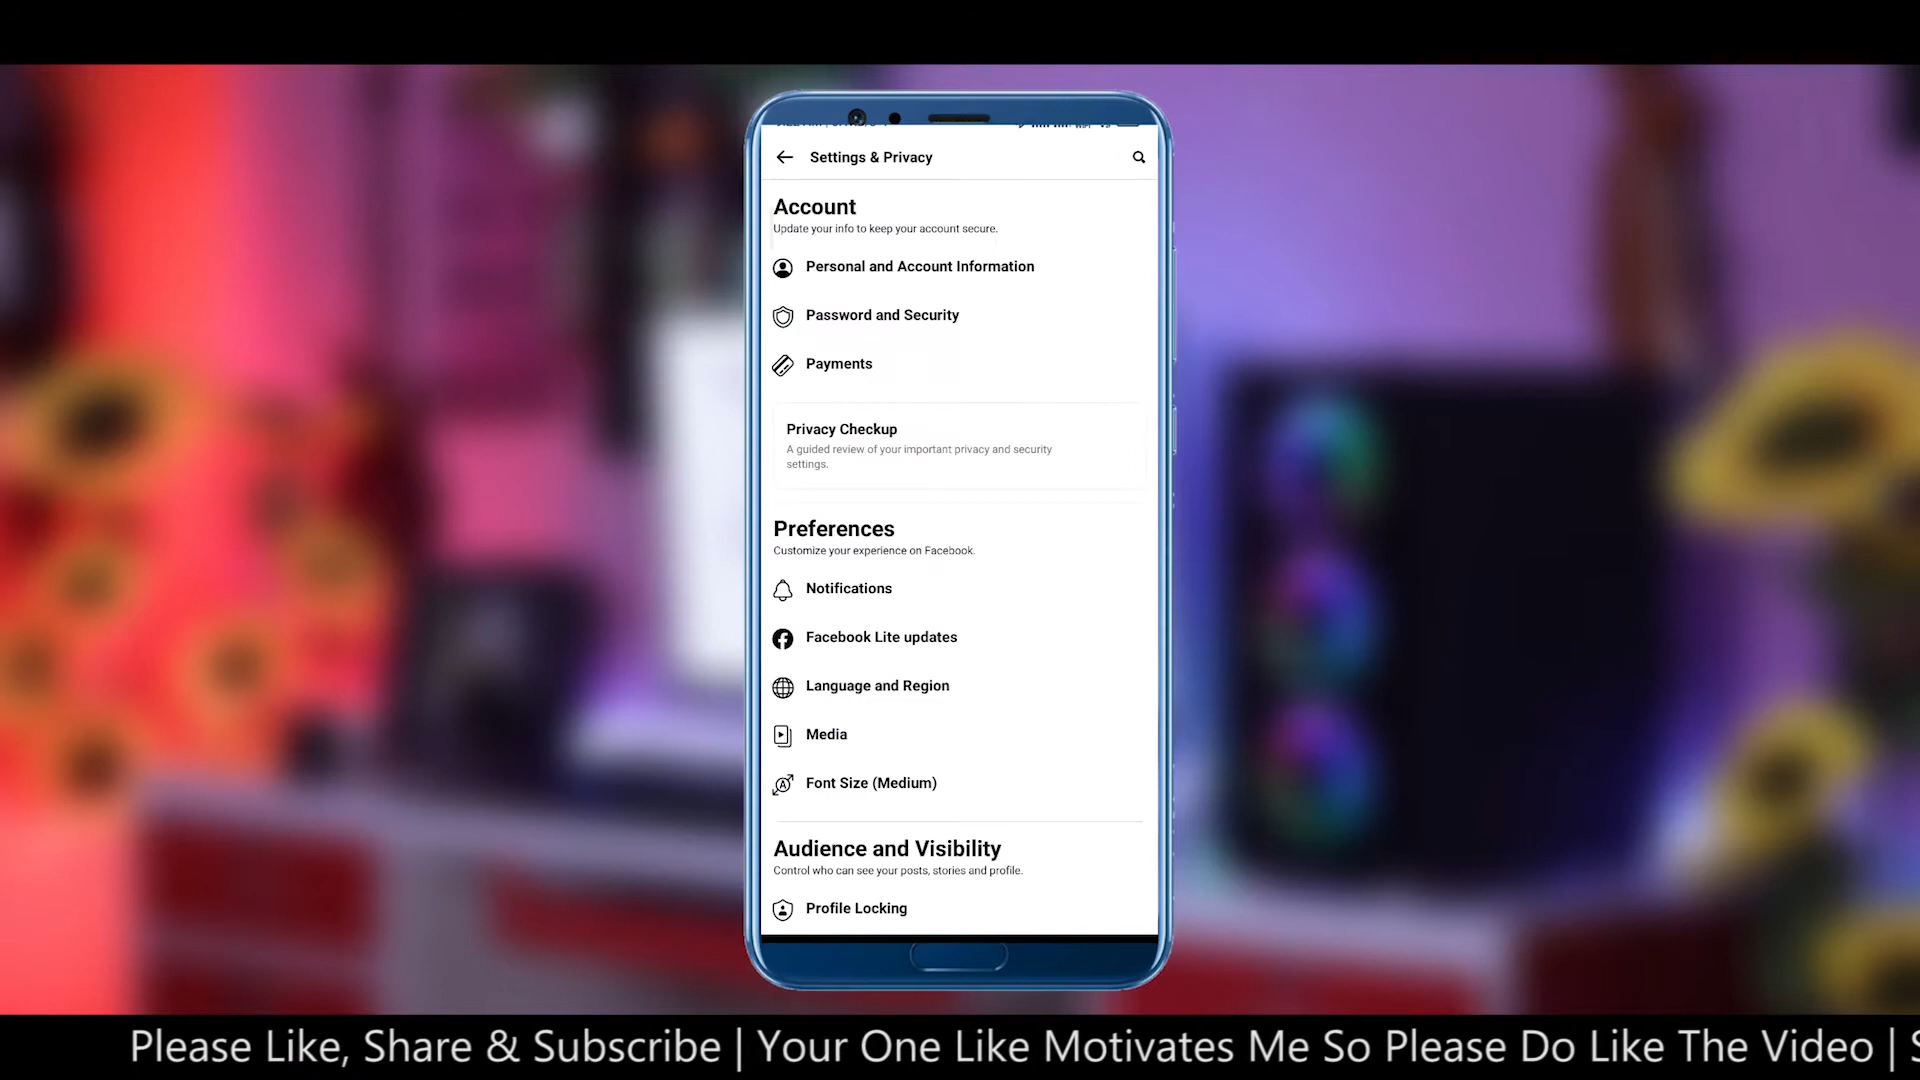 Settings & Privacy
Account
Update your info to keep your account secure.
Personal and Account Information
Password and Security
Payments
Privacy Checkup
A guided review of your important privacy and security
settings.
Preferences
Customize your experience on Facebook.
Notifications
Facebook Lite updates
Language and Region
Media
Font Size (Medium)
Audience and Visibility
Control who can see your posts, stories and profile.
Profile Locking
Please Like, Share & Subscribe | Your One Like Motivates Me So Please Do Like The Video |